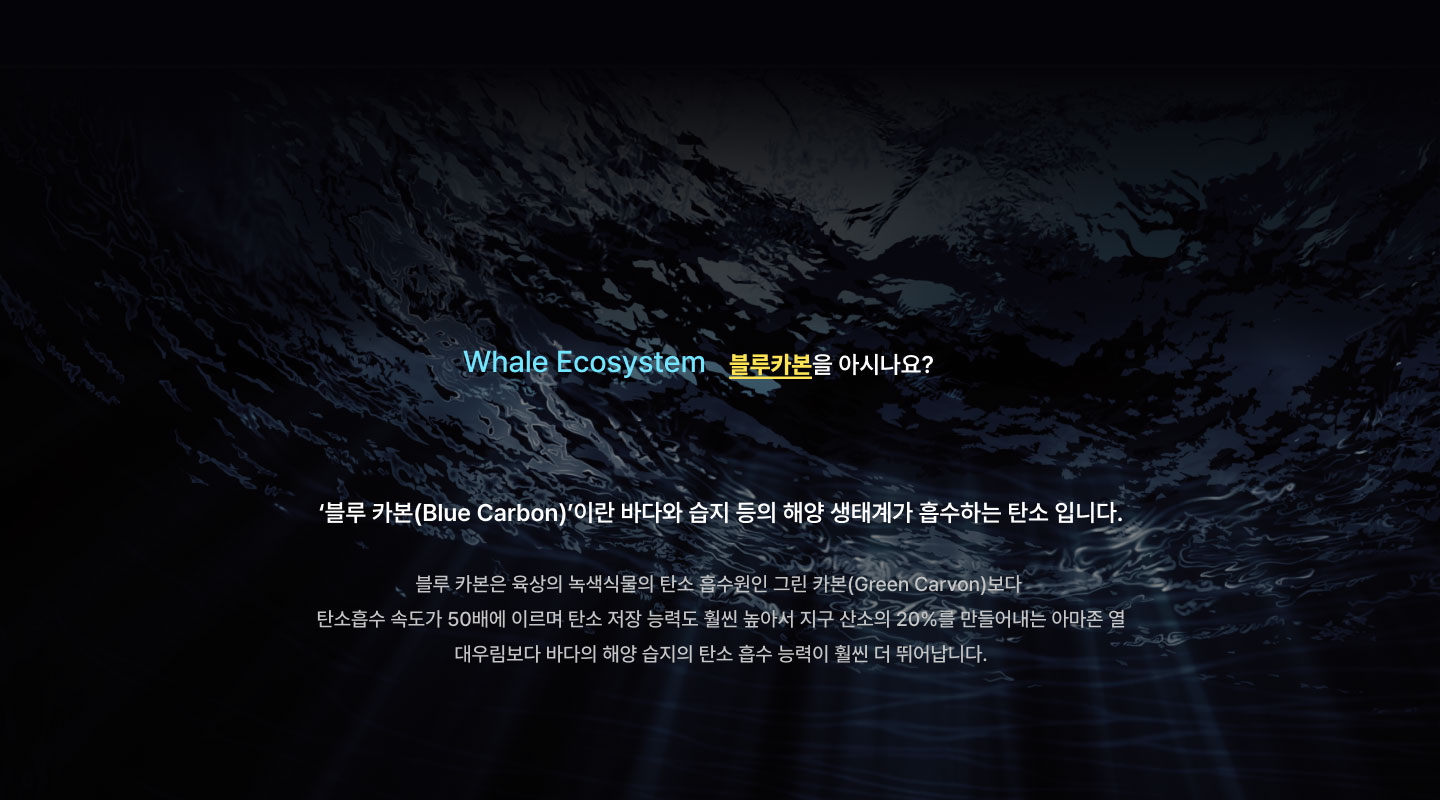 Whale Ecosystem 블루카본을 아시나요?
‘블루 카본(Blue Carbon)’이란 바다와 습지 등의 해양 생태계가 흡수하는 탄소 입니다.
블루 카본은 육상의 녹색식물의 탄소 흡수원인 그린 카본(Green Carvon)보다
탄소흡수 속도가 50배에 이르며 탄소 저장 능력도 훨씬 높아서 지구 산소의 20%를 만들어내는 아마존 열
대우림보다 바다의 해양 습지의 탄소 흡수 능력이 훨씬 더 뛰어납니다.